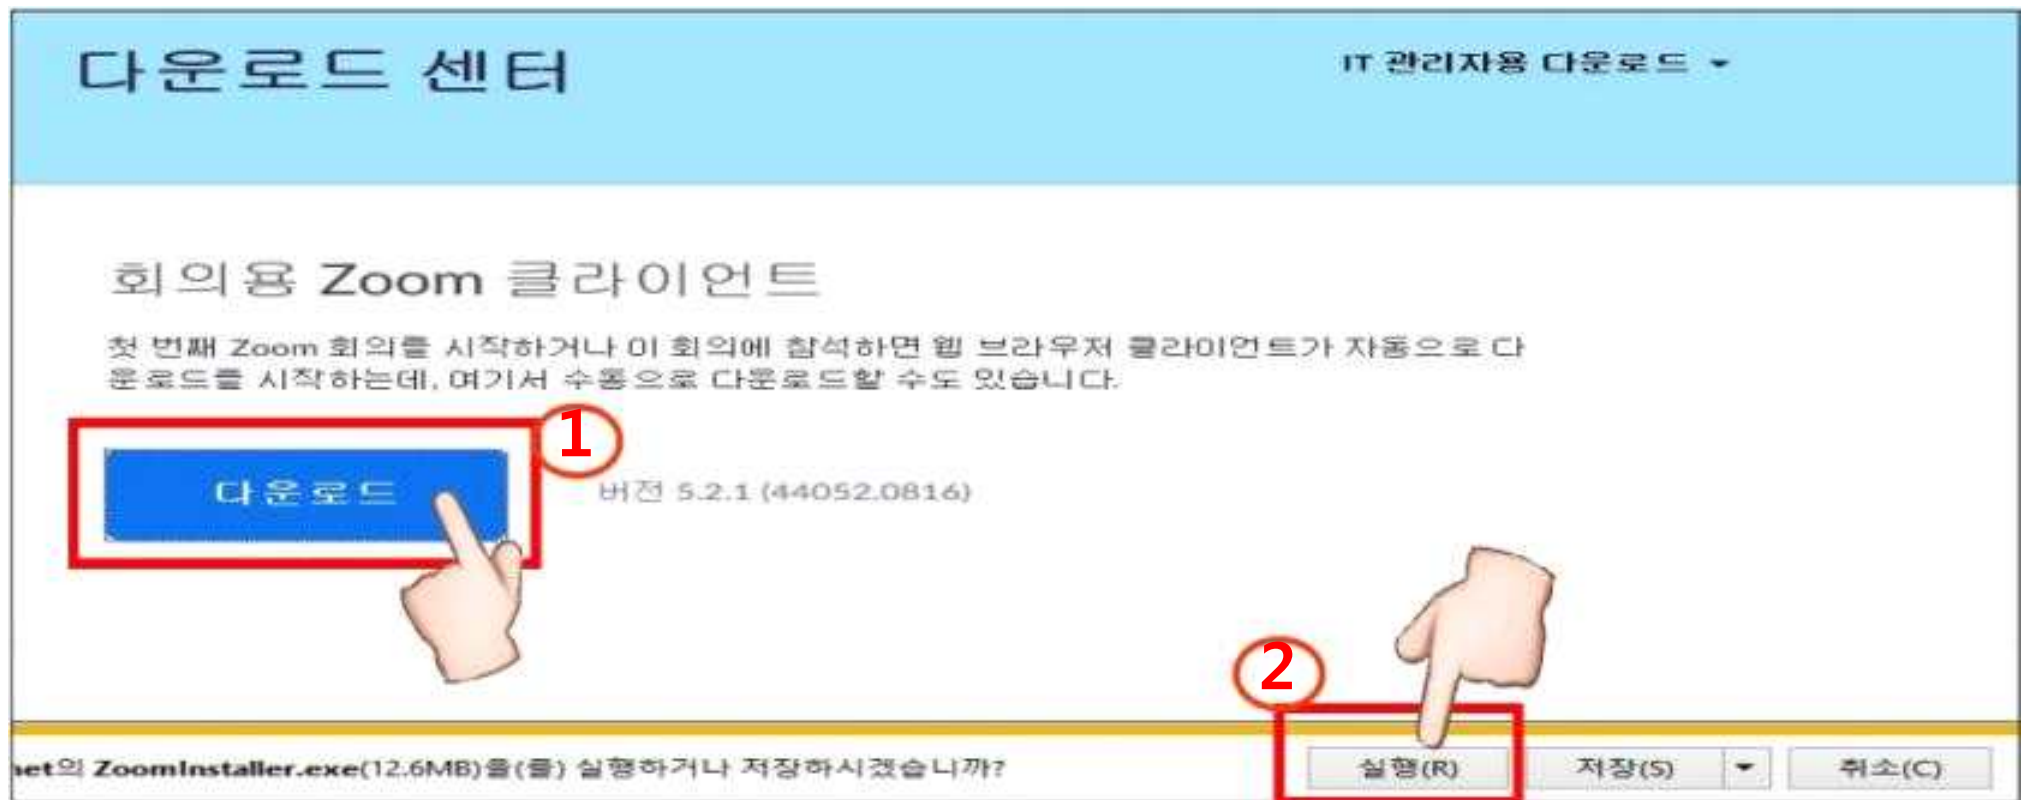 다운로드 센터
IT 관리자용 다운로드
회의용 Zoom 클라이언트
첫 번째 Zoom 회의를 시작하거나 이 회의에 참석하면 웹 브라우저 클라이언트가 자동으로 다
운로드를 시작하는데, 여기서 수동으로 다운로드할 수도 있습니다.
1
다운로드
버전 5.2.1 (44052.0816)
2
net의 ZoomInstaller.exe(12.6MB)을(를) 실행하거나 저장하시겠습니까?
실행(R) 저장(S) 취소(C)